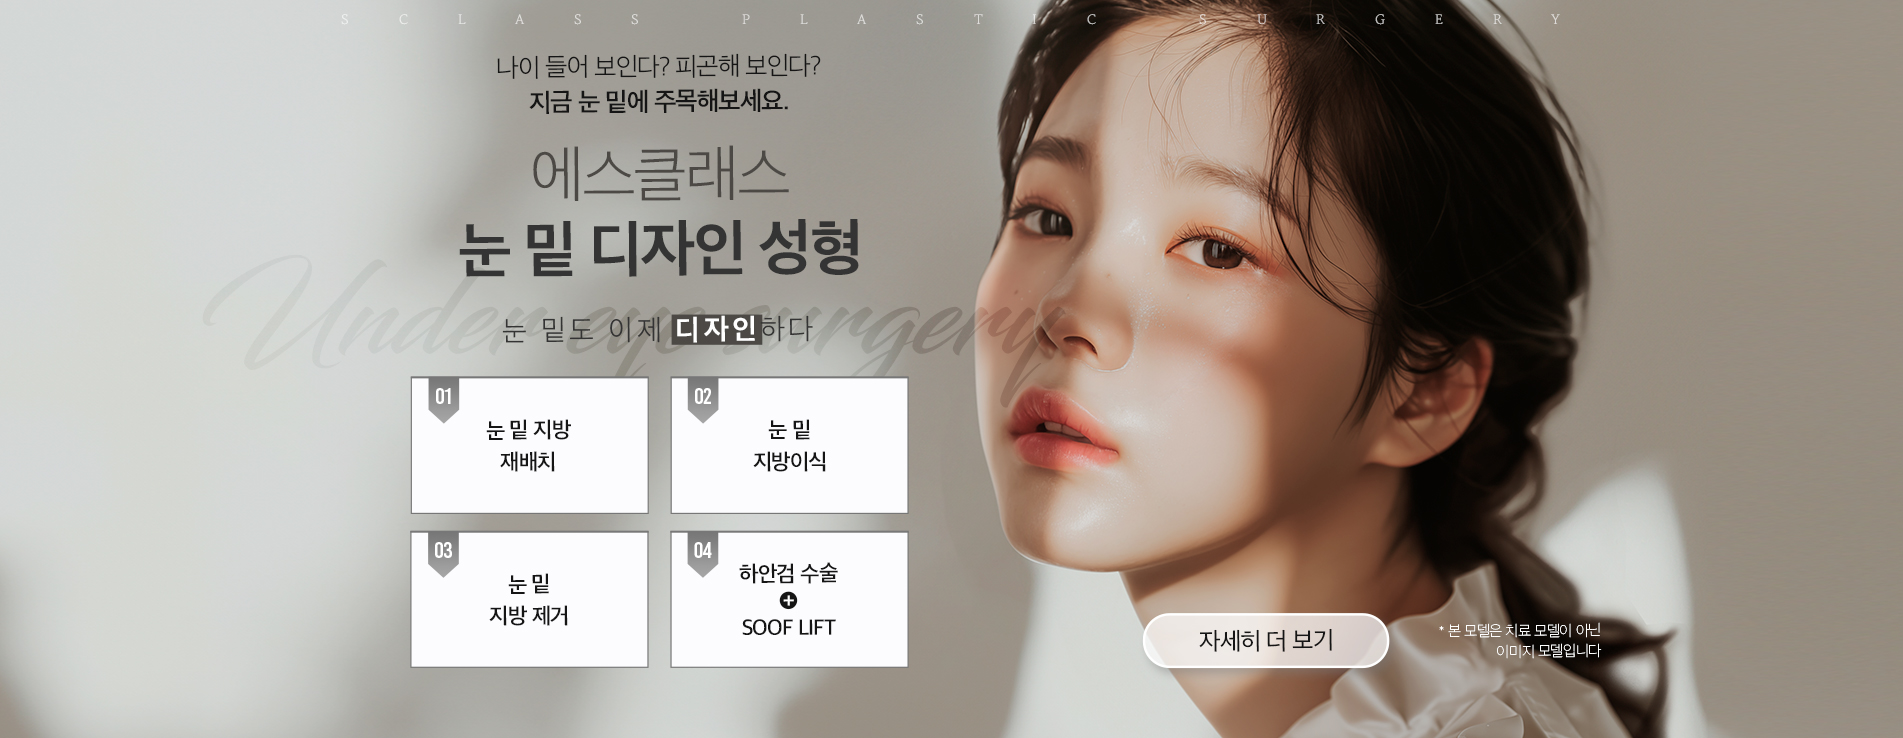 SCLASS PLASTIC SURGERY
나이 들어 보인다? 피곤해 보인다?
지금 눈 밑에 주목해보세요.
에스클래스
눈 밑 디자인 성형
Under eye surgery
눈 밑도 이제 디자인하다
01
눈 밑 지방
재배치
02
눈 밑
지방이식
03
눈 밑
지방 제거
04
하안검 수술
+
SOOF LIFT
자세히 더 보기
* 본 모델은 치료 모델이 아닌
이미지 모델입니다